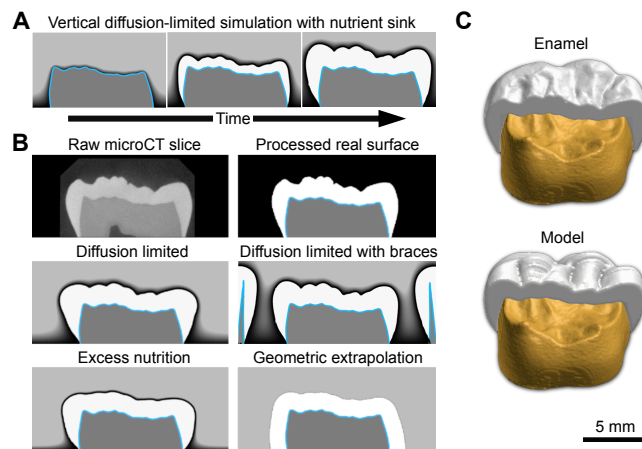 A
Vertical diffusion-limited simulation with nutrient sink
Time
B
Raw microCT slice
Processed real surface
Diffusion limited
Diffusion limited with braces
Excess nutrition
Geometric extrapolation
C
Enamel
Model
5 mm